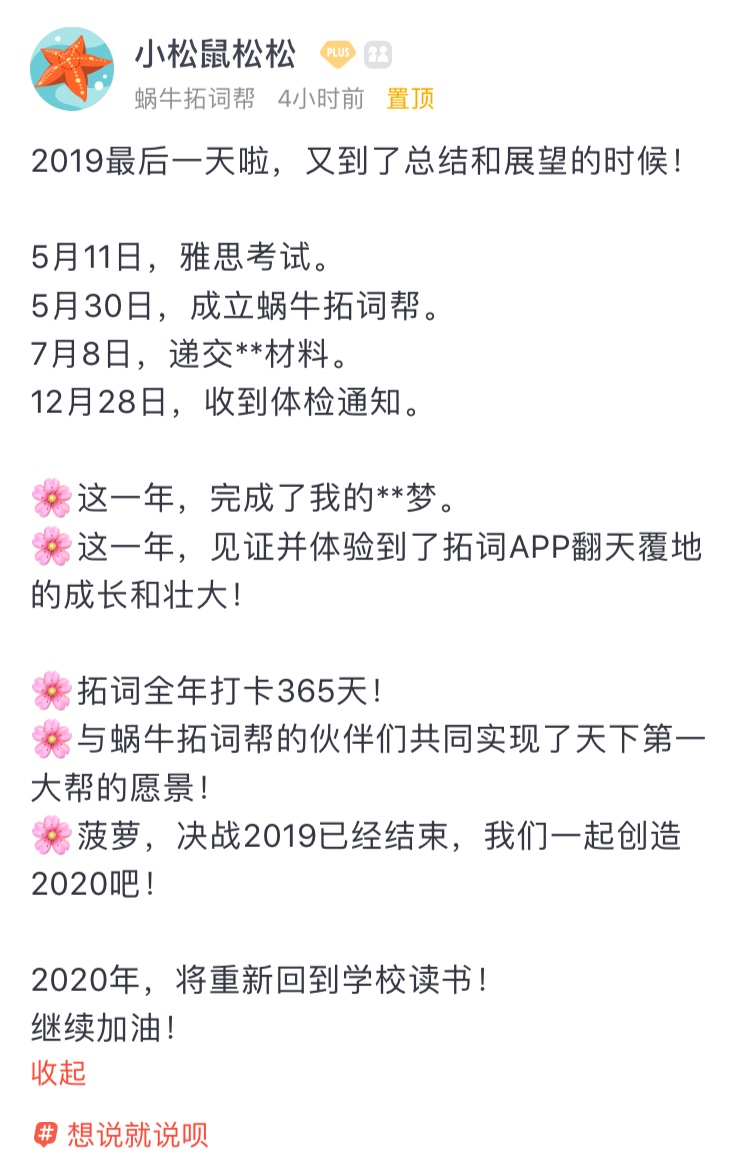 小松鼠松松 PLUS
蜗牛拓词帮 4小时前 置顶
2019最后一天啦，又到了总结和展望的时候！
5月11日，雅思考试。
5月30日，成立蜗牛拓词帮。
7月8日，递交**材料。
12月28日，收到体检通知。
🌸这一年，完成了我的**梦。
🌸这一年，见证并体验到了拓词APP翻天覆地
的成长和壮大！
🌸拓词全年打卡365天！
🌸与蜗牛拓词帮的伙伴们共同实现了天下第一
大帮的愿景！
🌸菠萝，决战2019已经结束，我们一起创造
2020吧！
2020年，将重新回到学校读书！
继续加油！
收起
# 想说就说呗